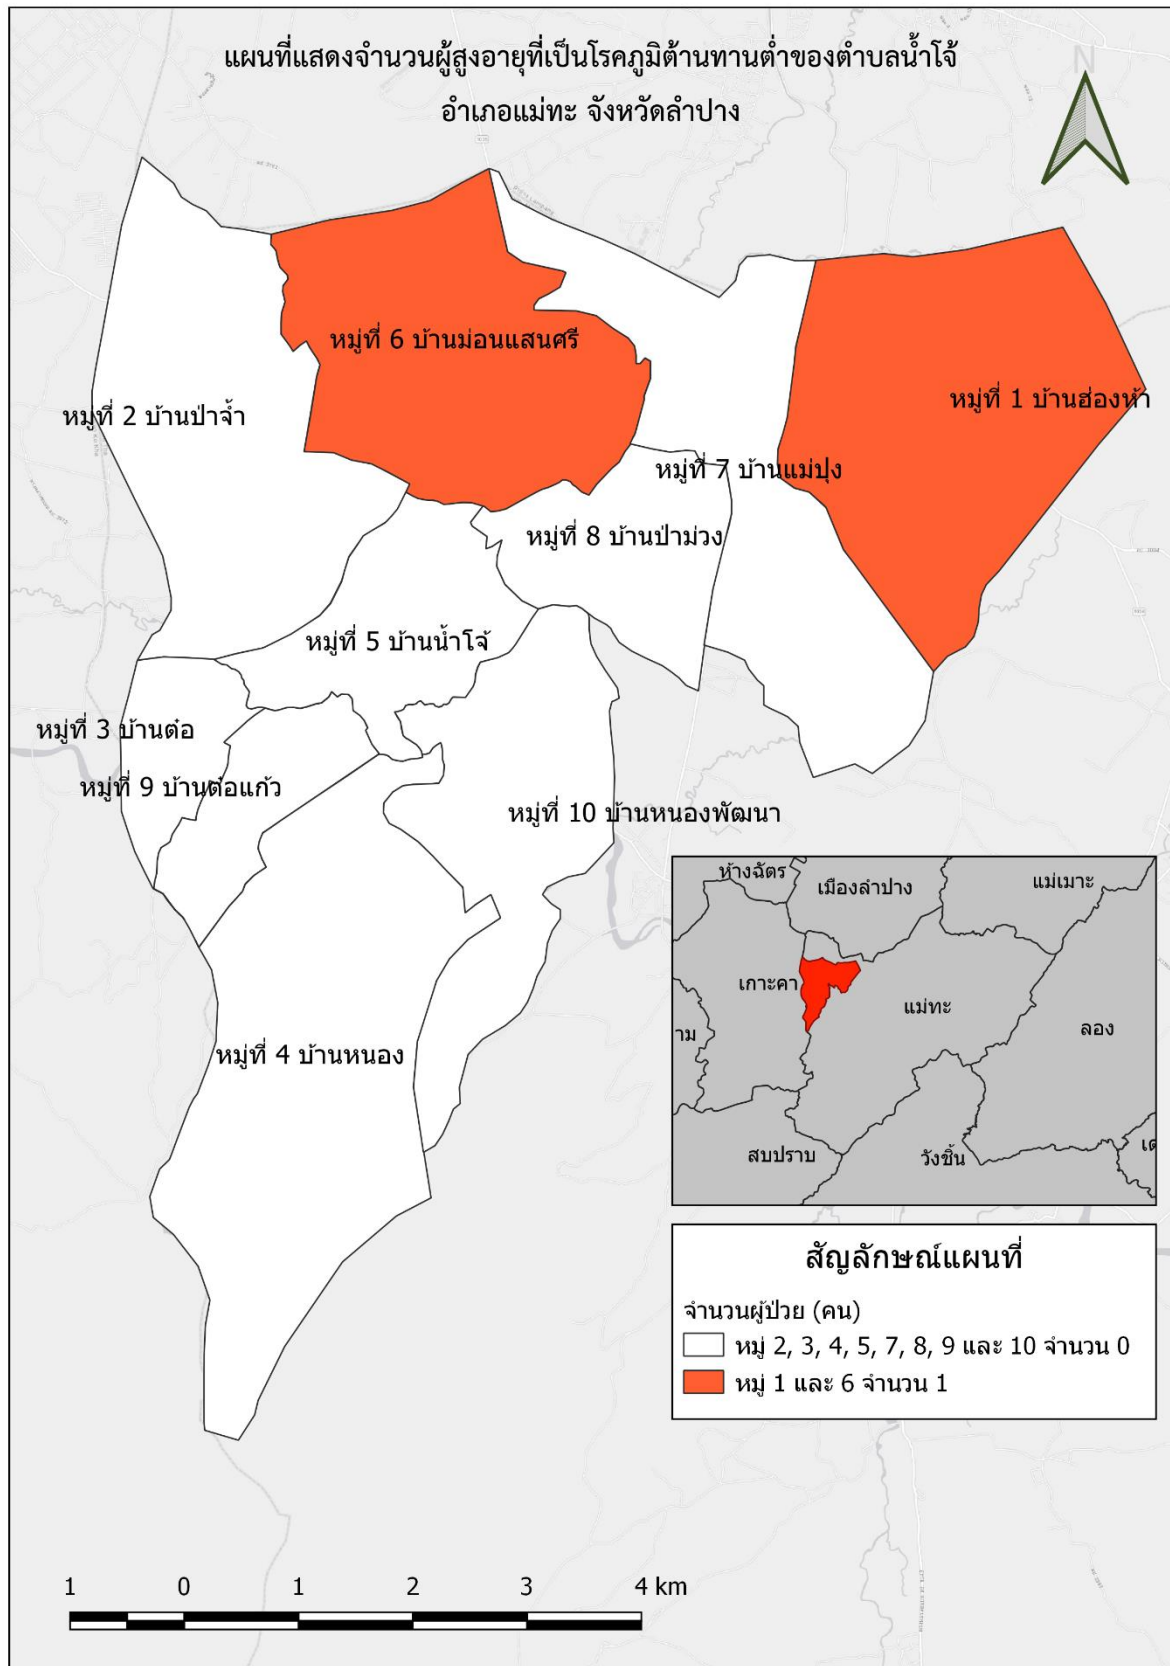 แผนที่แสดงจำนวนผู้สูงอายุที่เป็นโรคภูมิต้านทานต่ำของตำบลน้ำโจ้
อำเภอแม่ทะ จังหวัดลำปาง
N
หมู่ที่ 6 บ้านม่อนแสนศรี
หมู่ที่ 1 บ้านฮ่องห้า
หมู่ที่ 2 บ้านป่าจ้ำ
หมู่ที่ 7 บ้านแม่ปุง
หมู่ที่ 8 บ้านป่าม่วง
หมู่ที่ 5 บ้านน้ำโจ้
หมู่ที่ 3 บ้านต๋อ
หมู่ที่ 9 บ้านต๋อแก้ว
หมู่ที่ 10 บ้านหนองพัฒนา
หมู่ที่ 4 บ้านหนอง
ห้างฉัตร
เมืองลำปาง
แม่เมาะ
เกาะคา
แม่ทะ
ลอง
าม
สบปราบ
วังชิ้น
เด
สัญลักษณ์แผนที่
จำนวนผู้ป่วย (คน)
หมู่ 2, 3, 4, 5, 7, 8, 9 และ 10 จำนวน 0
หมู่ 1 และ 6 จำนวน 1
1 0 1 2 3 4 km